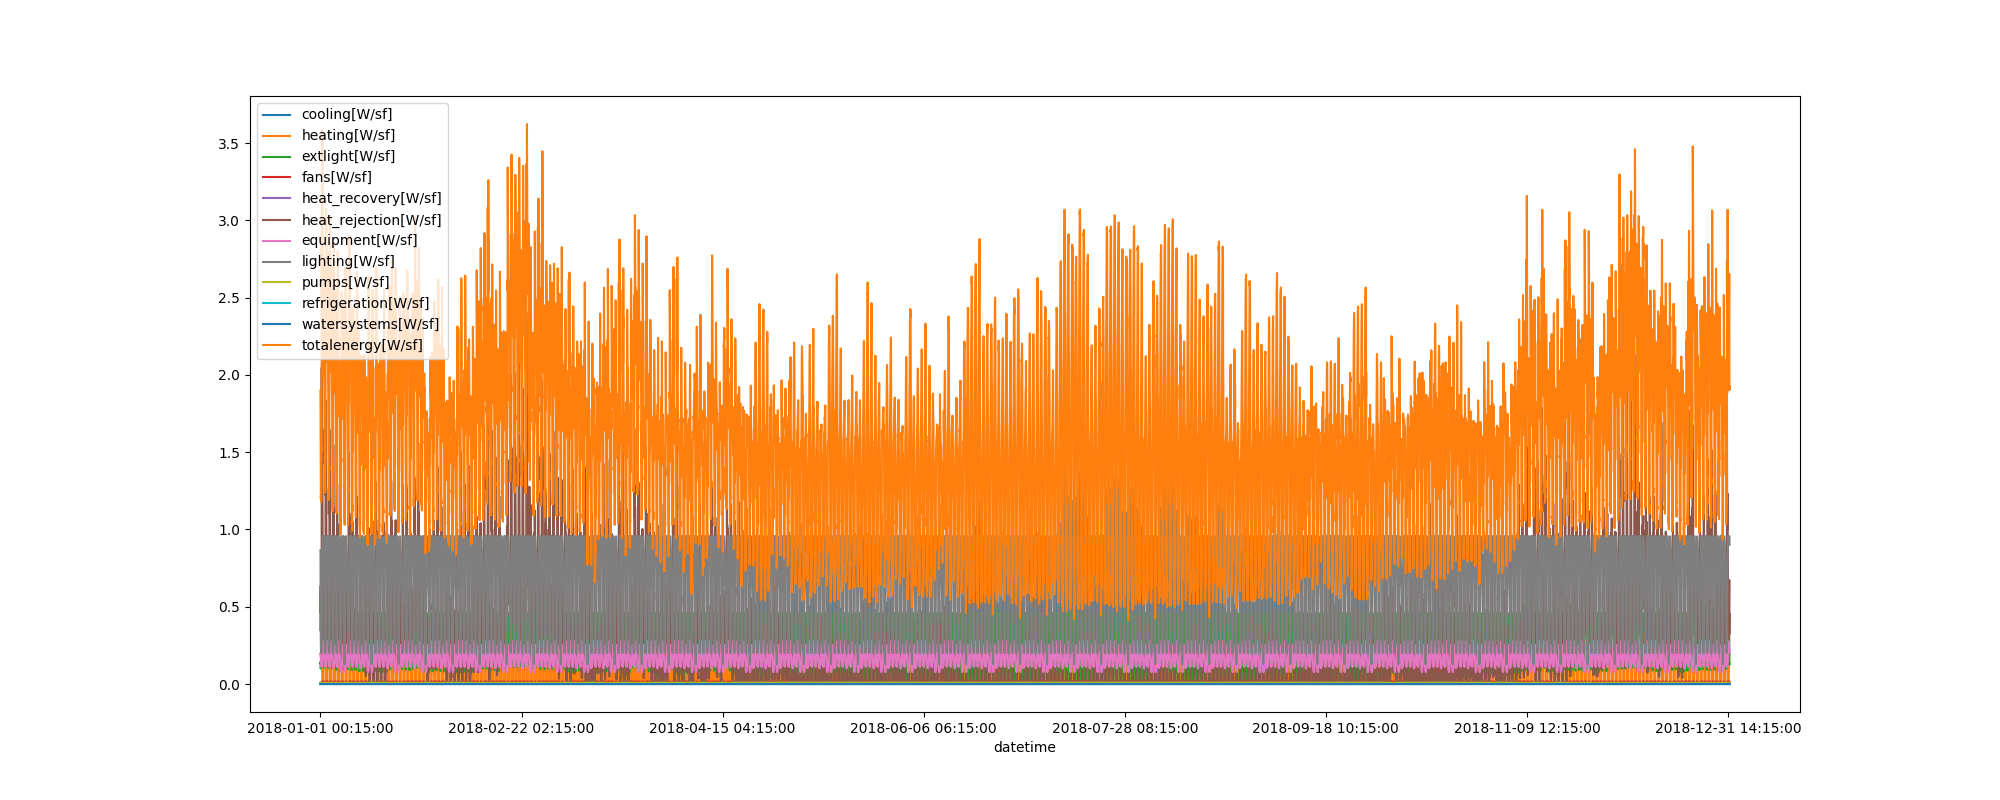 cooling[W/sf]
heating[W/sf]
extlight[W/sf]
fans[W/sf]
heat_recovery[W/sf]
heat_rejection[W/sf]
equipment[W/sf]
lighting[W/sf]
pumps[W/sf]
refrigeration[W/sf]
watersystems[W/sf]
totalenergy[W/sf]
3.5
3.0
2.5
2.0
1.5
1.0
0.5
0.0
2018-01-01 00:15:00 2018-02-22 02:15:00 2018-04-15 04:15:00 2018-06-06 06:15:00 2018-07-28 08:15:00 2018-09-18 10:15:00 2018-11-09 12:15:00 2018-12-31 14:15:00
datetime